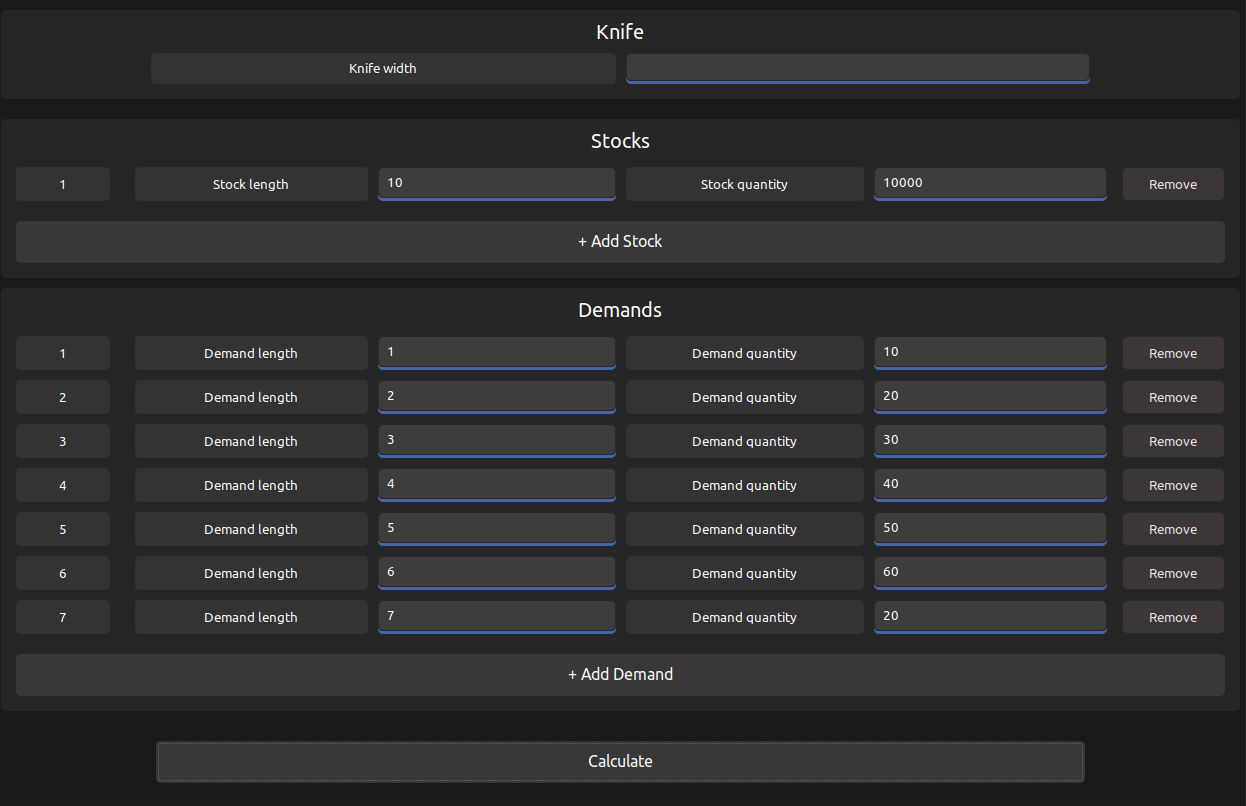 Knife
Knife width
Stocks
1 Stock length 10 Stock quantity 10000 Remove
+ Add Stock
Demands
1 Demand length 1 Demand quantity 10 Remove
2 Demand length 2 Demand quantity 20 Remove
3 Demand length 3 Demand quantity 30 Remove
4 Demand length 4 Demand quantity 40 Remove
5 Demand length 5 Demand quantity 50 Remove
6 Demand length 6 Demand quantity 60 Remove
7 Demand length 7 Demand quantity 20 Remove
+ Add Demand
Calculate